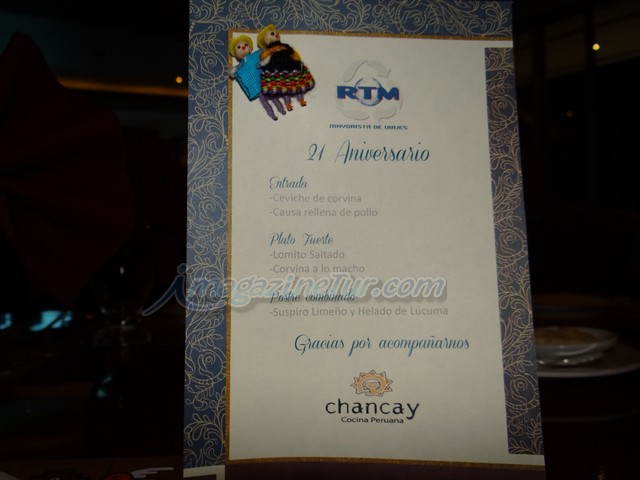 RTM
MAYORISTA DE VIAJES
21 Aniversario
Entrada
-Ceviche de corvina
-Causa rellena de pollo
Plato Fuerte
-Lomito Saltado
-Corvina a lo macho
imagazineTur.com
Postre combinado
-Suspiro Limeño y Helado de Lúcuma
Gracias por acompañarnos
chancay
Cocina Peruana